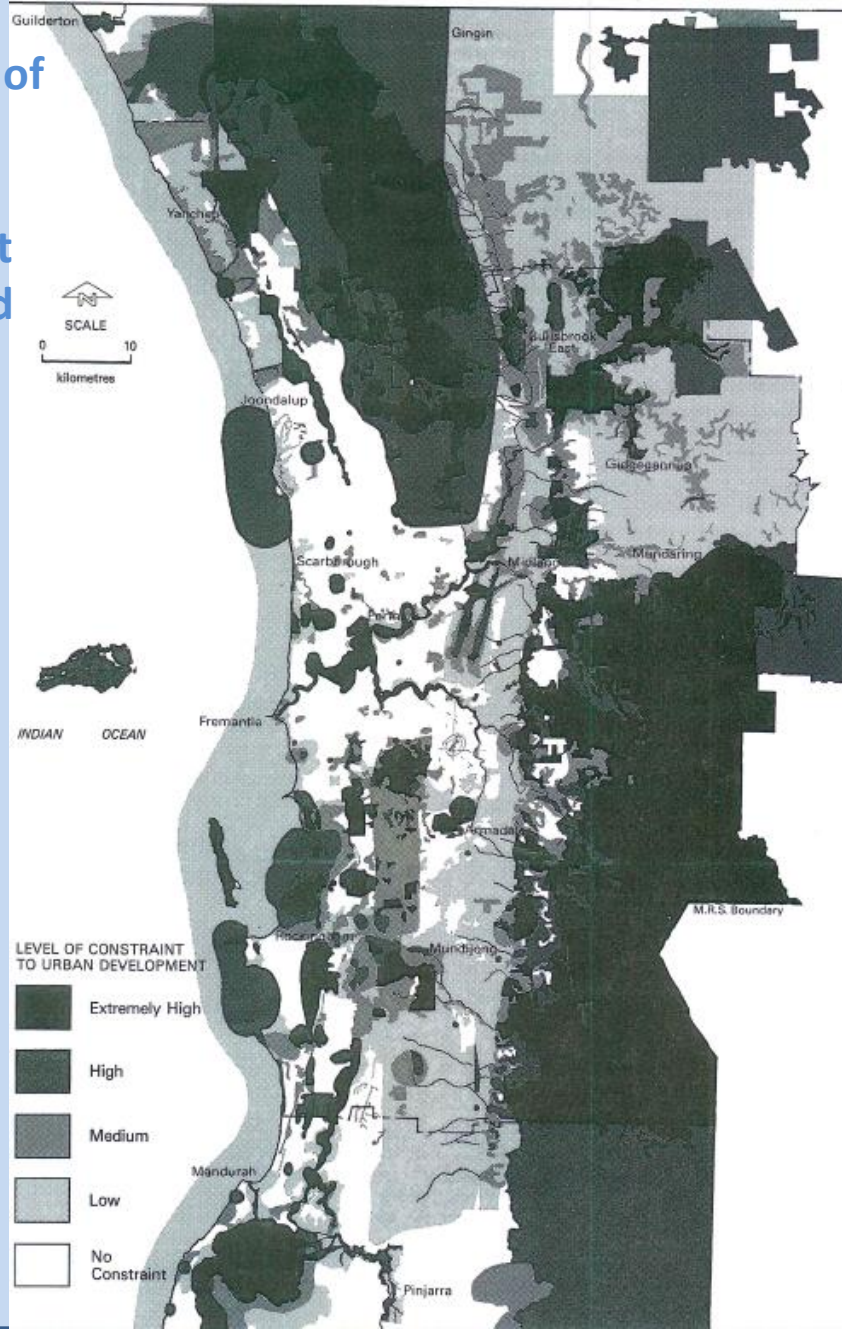 of
t
d
Guilderton
Gingin
Yanchep
N
SCALE
0 10
kilometres
Bullsbrook
East
Joondalup
Gidgegannup
Scarborough
Midland
Mundaring
Perth
INDIAN OCEAN
Fremantle
Armadale
M.R.S. Boundary
Rockingham
Mundijong
LEVEL OF CONSTRAINT
TO URBAN DEVELOPMENT
Extremely High
High
Medium
Low
No
Constraint
Mandurah
Pinjarra